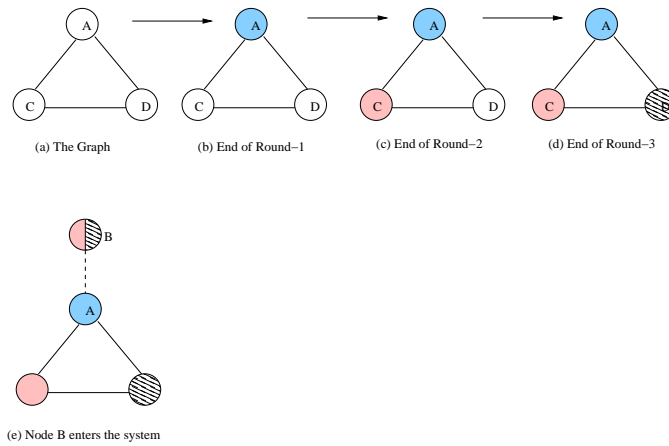 A
A
A
A
C
D
C
D
C
D
C
(a) The Graph
(b) End of Round−1
(c) End of Round−2
(d) End of Round−3
B
A
(e) Node B enters the system